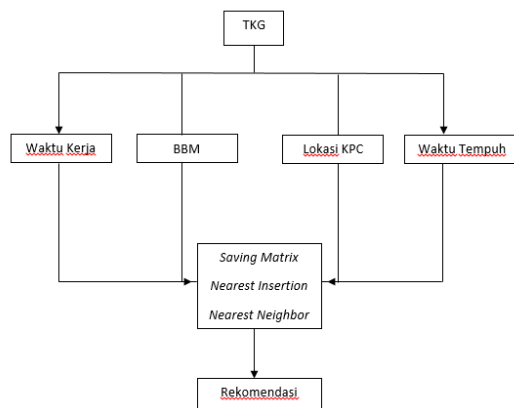 TKG
Waktu Kerja
BBM
Lokasi KPC
Waktu Tempuh
Saving Matrix
Nearest Insertion
Nearest Neighbor
Rekomendasi